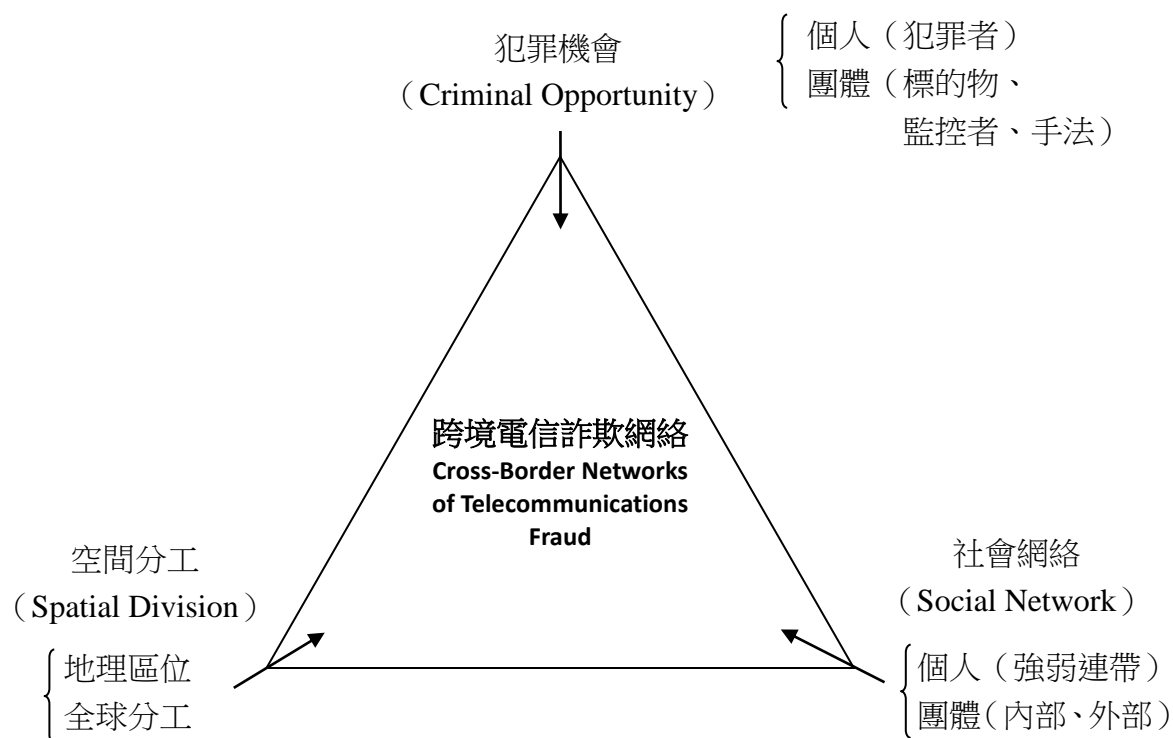 犯罪機會
（Criminal Opportunity）
個人（犯罪者）
團體（標的物、
監控者、手法）
跨境電信詐欺網絡
Cross-Border Networks
of Telecommunications
Fraud
空間分工
（Spatial Division）
地理區位
全球分工
社會網絡
（Social Network）
個人（強弱連帶）
團體（內部、外部）